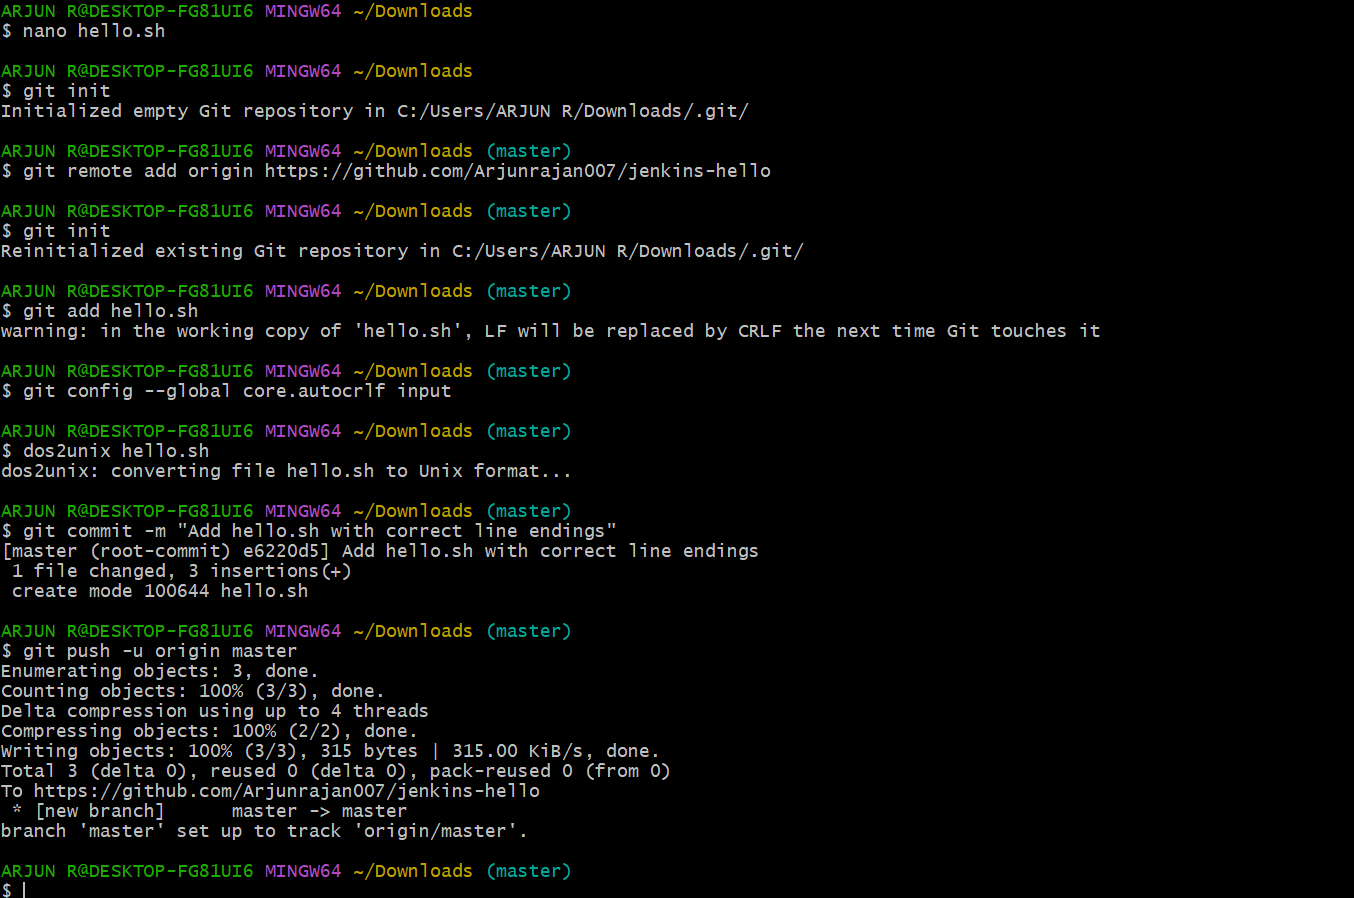 ARJUN R@DESKTOP-FG81UI6 MINGW64 ~/Downloads
$ nano hello.sh
ARJUN R@DESKTOP-FG81UI6 MINGW64 ~/Downloads
$ git init
Initialized empty Git repository in C:/Users/ARJUN R/Downloads/.git/
ARJUN R@DESKTOP-FG81UI6 MINGW64 ~/Downloads (master)
$ git remote add origin https://github.com/Arjunrajan007/jenkins-hello
ARJUN R@DESKTOP-FG81UI6 MINGW64 ~/Downloads (master)
$ git init
Reinitialized existing Git repository in C:/Users/ARJUN R/Downloads/.git/
ARJUN R@DESKTOP-FG81UI6 MINGW64 ~/Downloads (master)
$ git add hello.sh
warning: in the working copy of 'hello.sh', LF will be replaced by CRLF the next time Git touches it
ARJUN R@DESKTOP-FG81UI6 MINGW64 ~/Downloads (master)
$ git config --global core.autocrlf input
ARJUN R@DESKTOP-FG81UI6 MINGW64 ~/Downloads (master)
$ dos2unix hello.sh
dos2unix: converting file hello.sh to Unix format...
ARJUN R@DESKTOP-FG81UI6 MINGW64 ~/Downloads (master)
$ git commit -m "Add hello.sh with correct line endings"
[master (root-commit) e6220d5] Add hello.sh with correct line endings
1 file changed, 3 insertions(+)
create mode 100644 hello.sh
ARJUN R@DESKTOP-FG81UI6 MINGW64 ~/Downloads (master)
$ git push -u origin master
Enumerating objects: 3, done.
Counting objects: 100% (3/3), done.
Delta compression using up to 4 threads
Compressing objects: 100% (2/2), done.
Writing objects: 100% (3/3), 315 bytes | 315.00 KiB/s, done.
Total 3 (delta 0), reused 0 (delta 0), pack-reused 0 (from 0)
To https://github.com/Arjunrajan007/jenkins-hello
* [new branch]      master -> master
branch 'master' set up to track 'origin/master'.
ARJUN R@DESKTOP-FG81UI6 MINGW64 ~/Downloads (master)
$